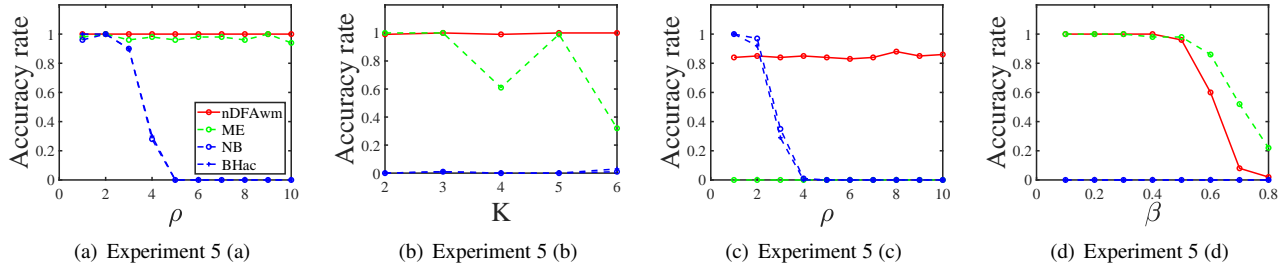 Accuracy rate
1
0.8
0.6
0.4
0.2
0
0 2 4 6 8 10
ρ
nDFAwm
ME
NB
BHac
(a) Experiment 5 (a)
Accuracy rate
1
0.8
0.6
0.4
0.2
0
2 3 4 5 6
K
(b) Experiment 5 (b)
Accuracy rate
1
0.8
0.6
0.4
0.2
0
0 2 4 6 8 10
ρ
(c) Experiment 5 (c)
Accuracy rate
1
0.8
0.6
0.4
0.2
0
0 0.2 0.4 0.6 0.8
β
(d) Experiment 5 (d)